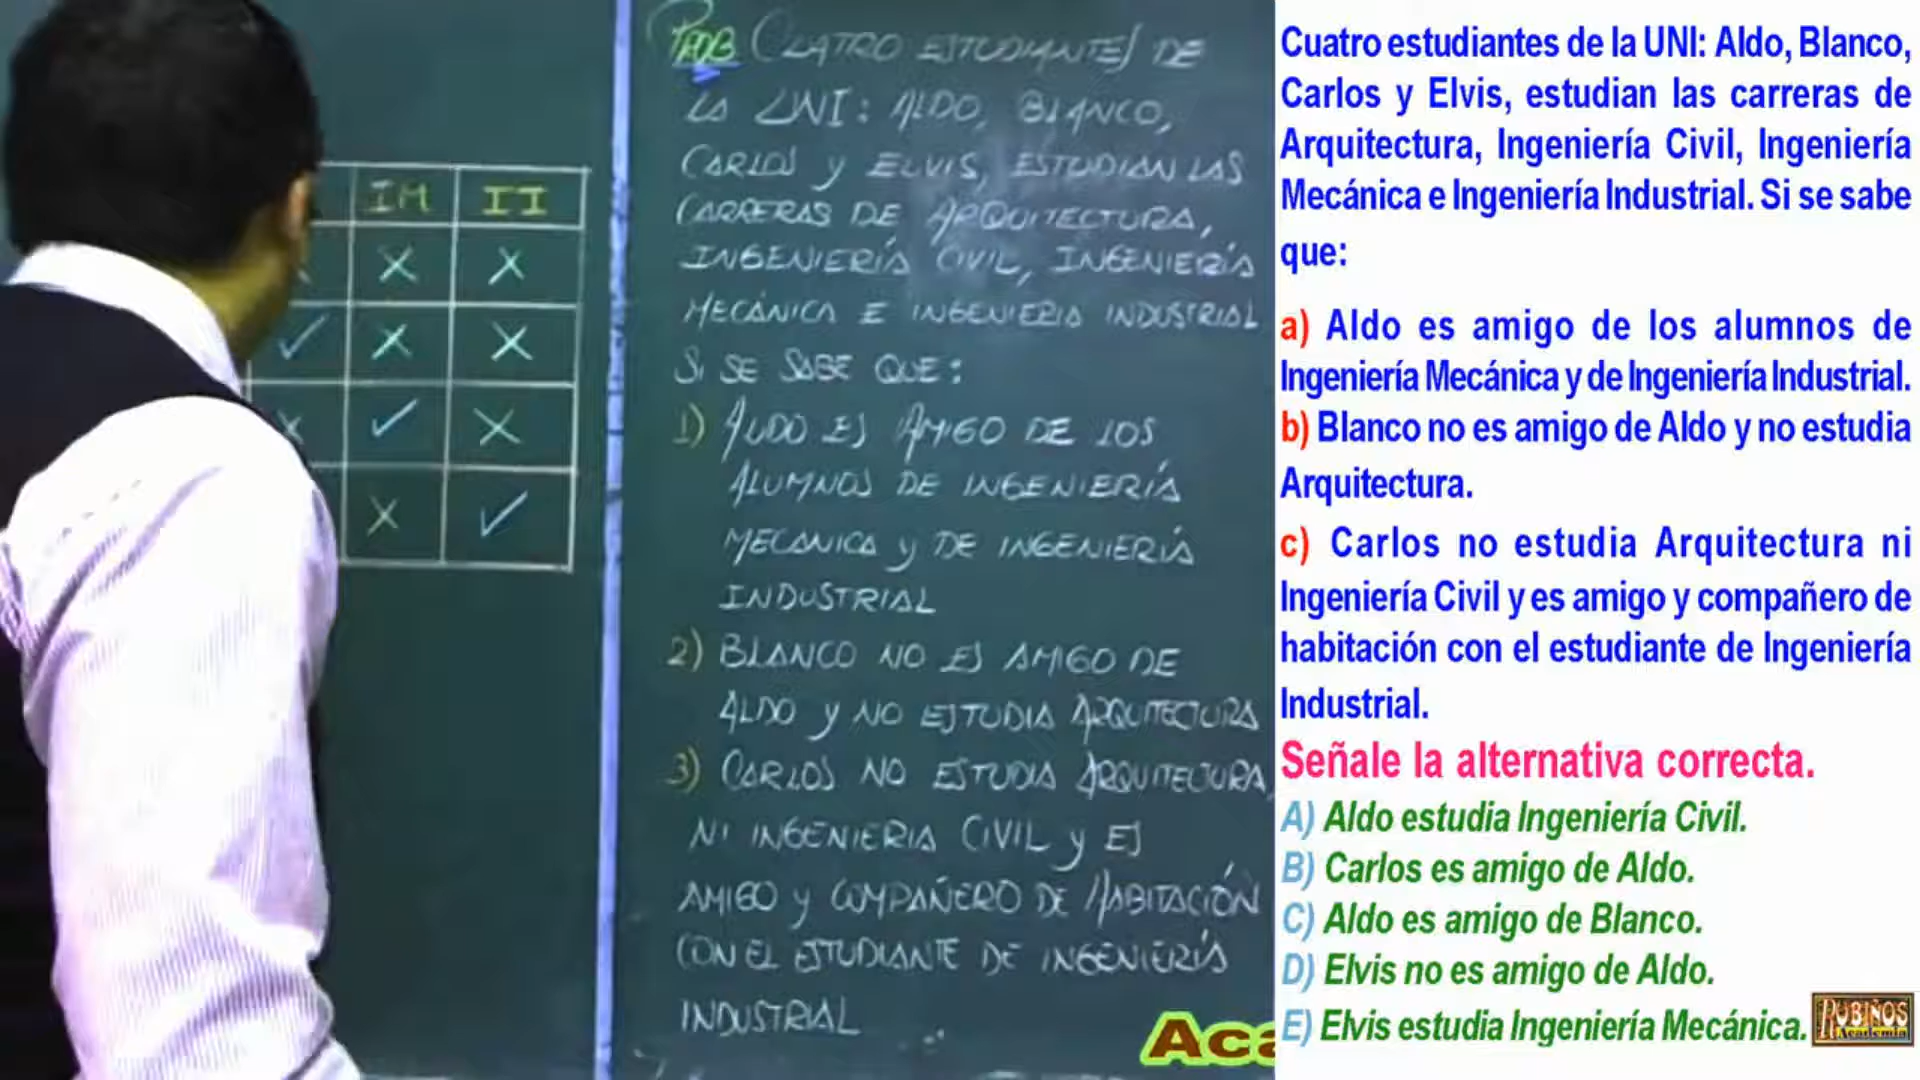 IM II
X X
✓ X X
X ✓ X
X ✓
PROB CUATRO ESTUDIANTES DE
LA UNI: ALDO, BLANCO,
CARLOS y ELVIS, ESTUDIAN LAS
CARRERAS DE ARQUITECTURA,
INGENIERÍA CIVIL, INGENIERÍA
MECÁNICA E INGENIERIA INDUSTRIAL
SI SE SABE QUE:
1) ALDO ES AMIGO DE LOS
ALUMNOS DE INGENIERÍA
MECANICA y DE INGENIERÍA
INDUSTRIAL
2) BLANCO NO ES AMIGO DE
ALDO y NO ESTUDIA ARQUITECTURA
3) CARLOS NO ESTUDIA ARQUITECTURA,
NI INGENIERIA CIVIL y ES
AMIGO y COMPAÑERO DE HABITACIÓN
CON EL ESTUDIANTE DE INGENIERÍA
INDUSTRIAL
Aca
Cuatro estudiantes de la UNI: Aldo, Blanco,
Carlos y Elvis, estudian las carreras de
Arquitectura, Ingeniería Civil, Ingeniería
Mecánica e Ingeniería Industrial. Si se sabe
que:
a) Aldo es amigo de los alumnos de
Ingeniería Mecánica y de Ingeniería Industrial.
b) Blanco no es amigo de Aldo y no estudia
Arquitectura.
c) Carlos no estudia Arquitectura ni
Ingeniería Civil y es amigo y compañero de
habitación con el estudiante de Ingeniería
Industrial.
Señale la alternativa correcta.
A) Aldo estudia Ingeniería Civil.
B) Carlos es amigo de Aldo.
C) Aldo es amigo de Blanco.
D) Elvis no es amigo de Aldo.
E) Elvis estudia Ingeniería Mecánica.
RUBIÑOS
Academia